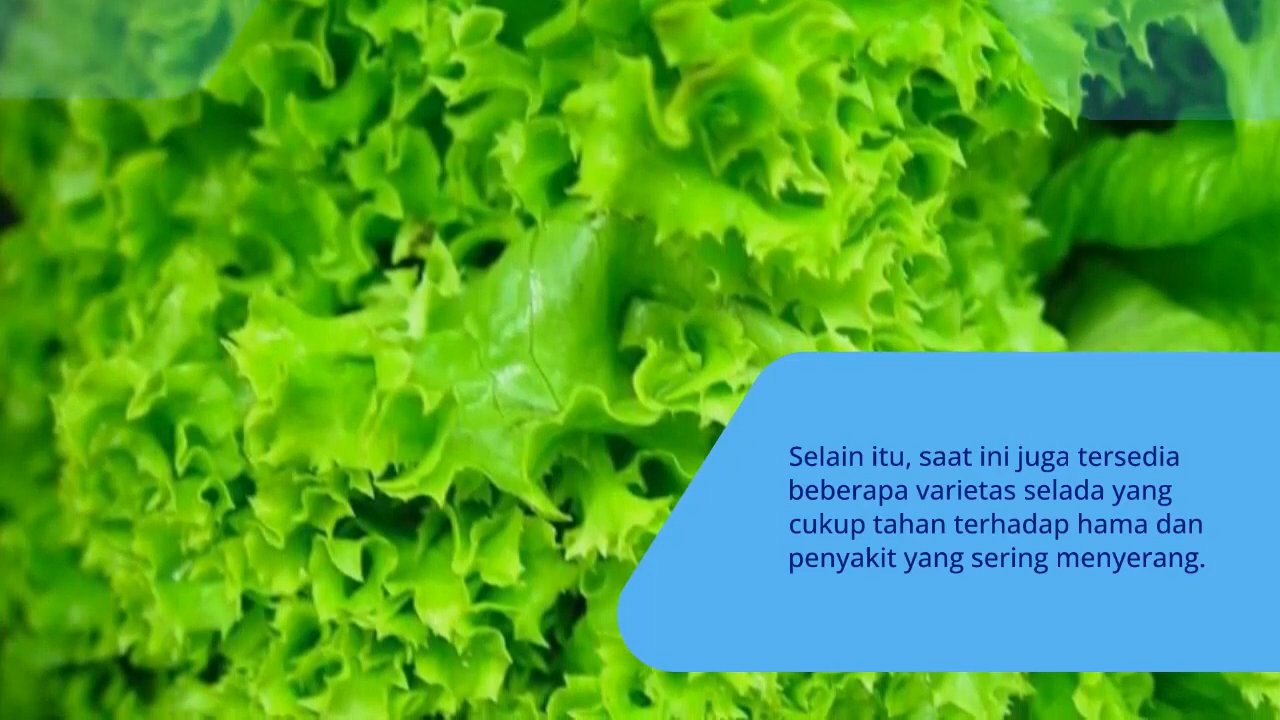 Selain itu, saat ini juga tersedia
beberapa varietas selada yang
cukup tahan terhadap hama dan
penyakit yang sering menyerang.